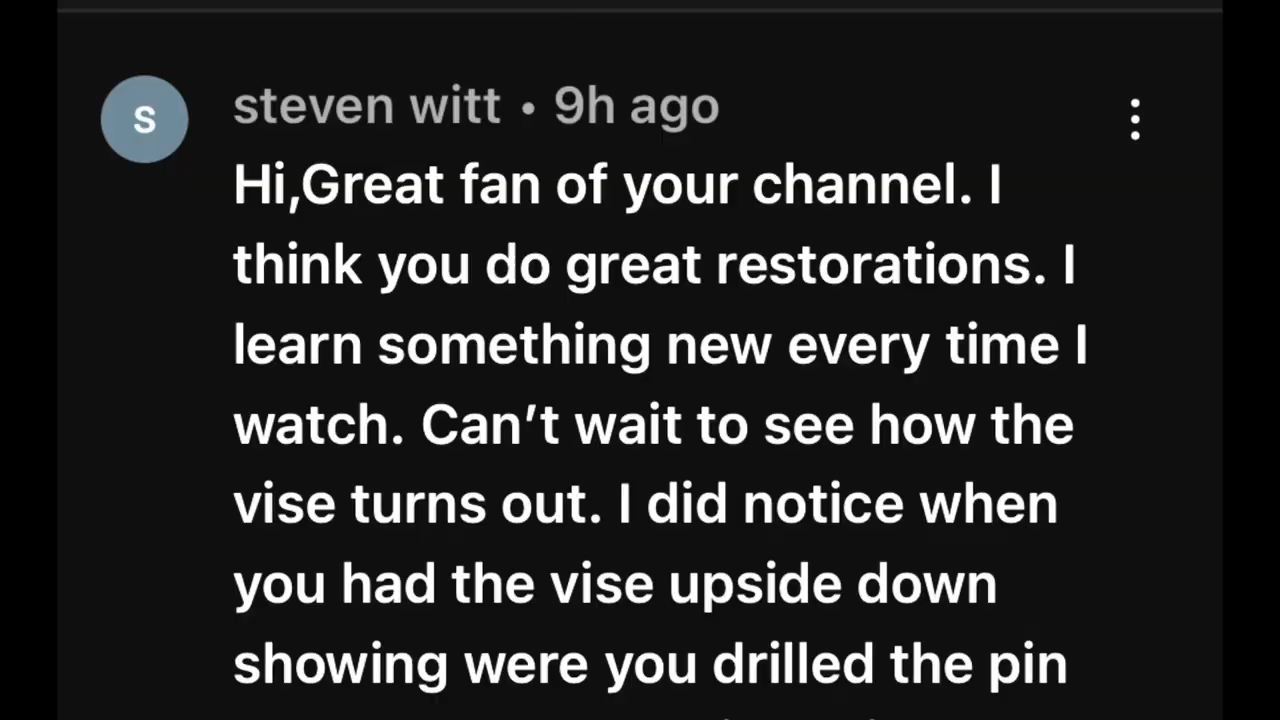 S
steven witt • 9h ago
Hi,Great fan of your channel. I
think you do great restorations. I
learn something new every time I
watch. Can’t wait to see how the
vise turns out. I did notice when
you had the vise upside down
showing were you drilled the pin